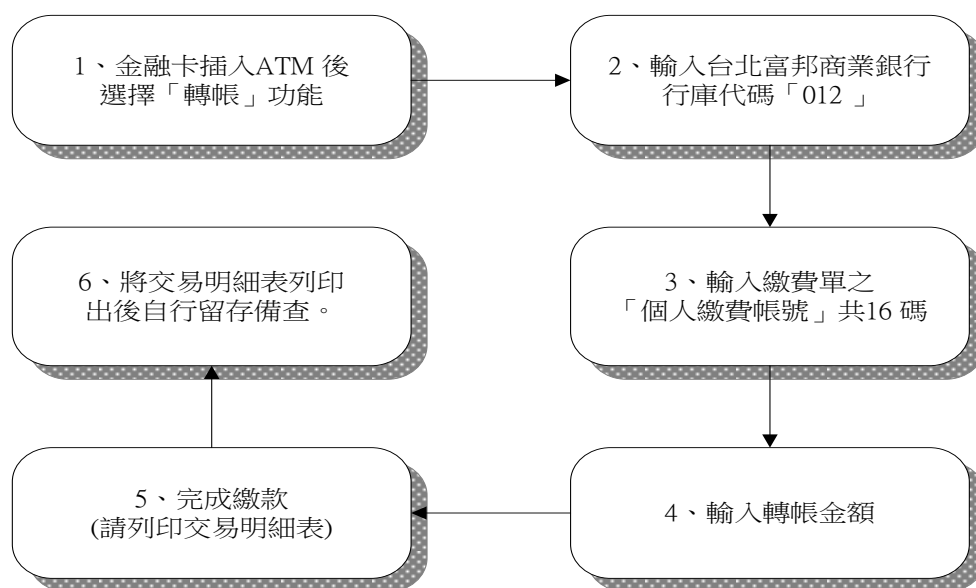 1、金融卡插入ATM 後
選擇「轉帳」功能
2、輸入台北富邦商業銀行
行庫代碼「012 」
3、輸入繳費單之
「個人繳費帳號」共16 碼
4、輸入轉帳金額
5、完成繳款
(請列印交易明細表)
6、將交易明細表列印
出後自行留存備查。